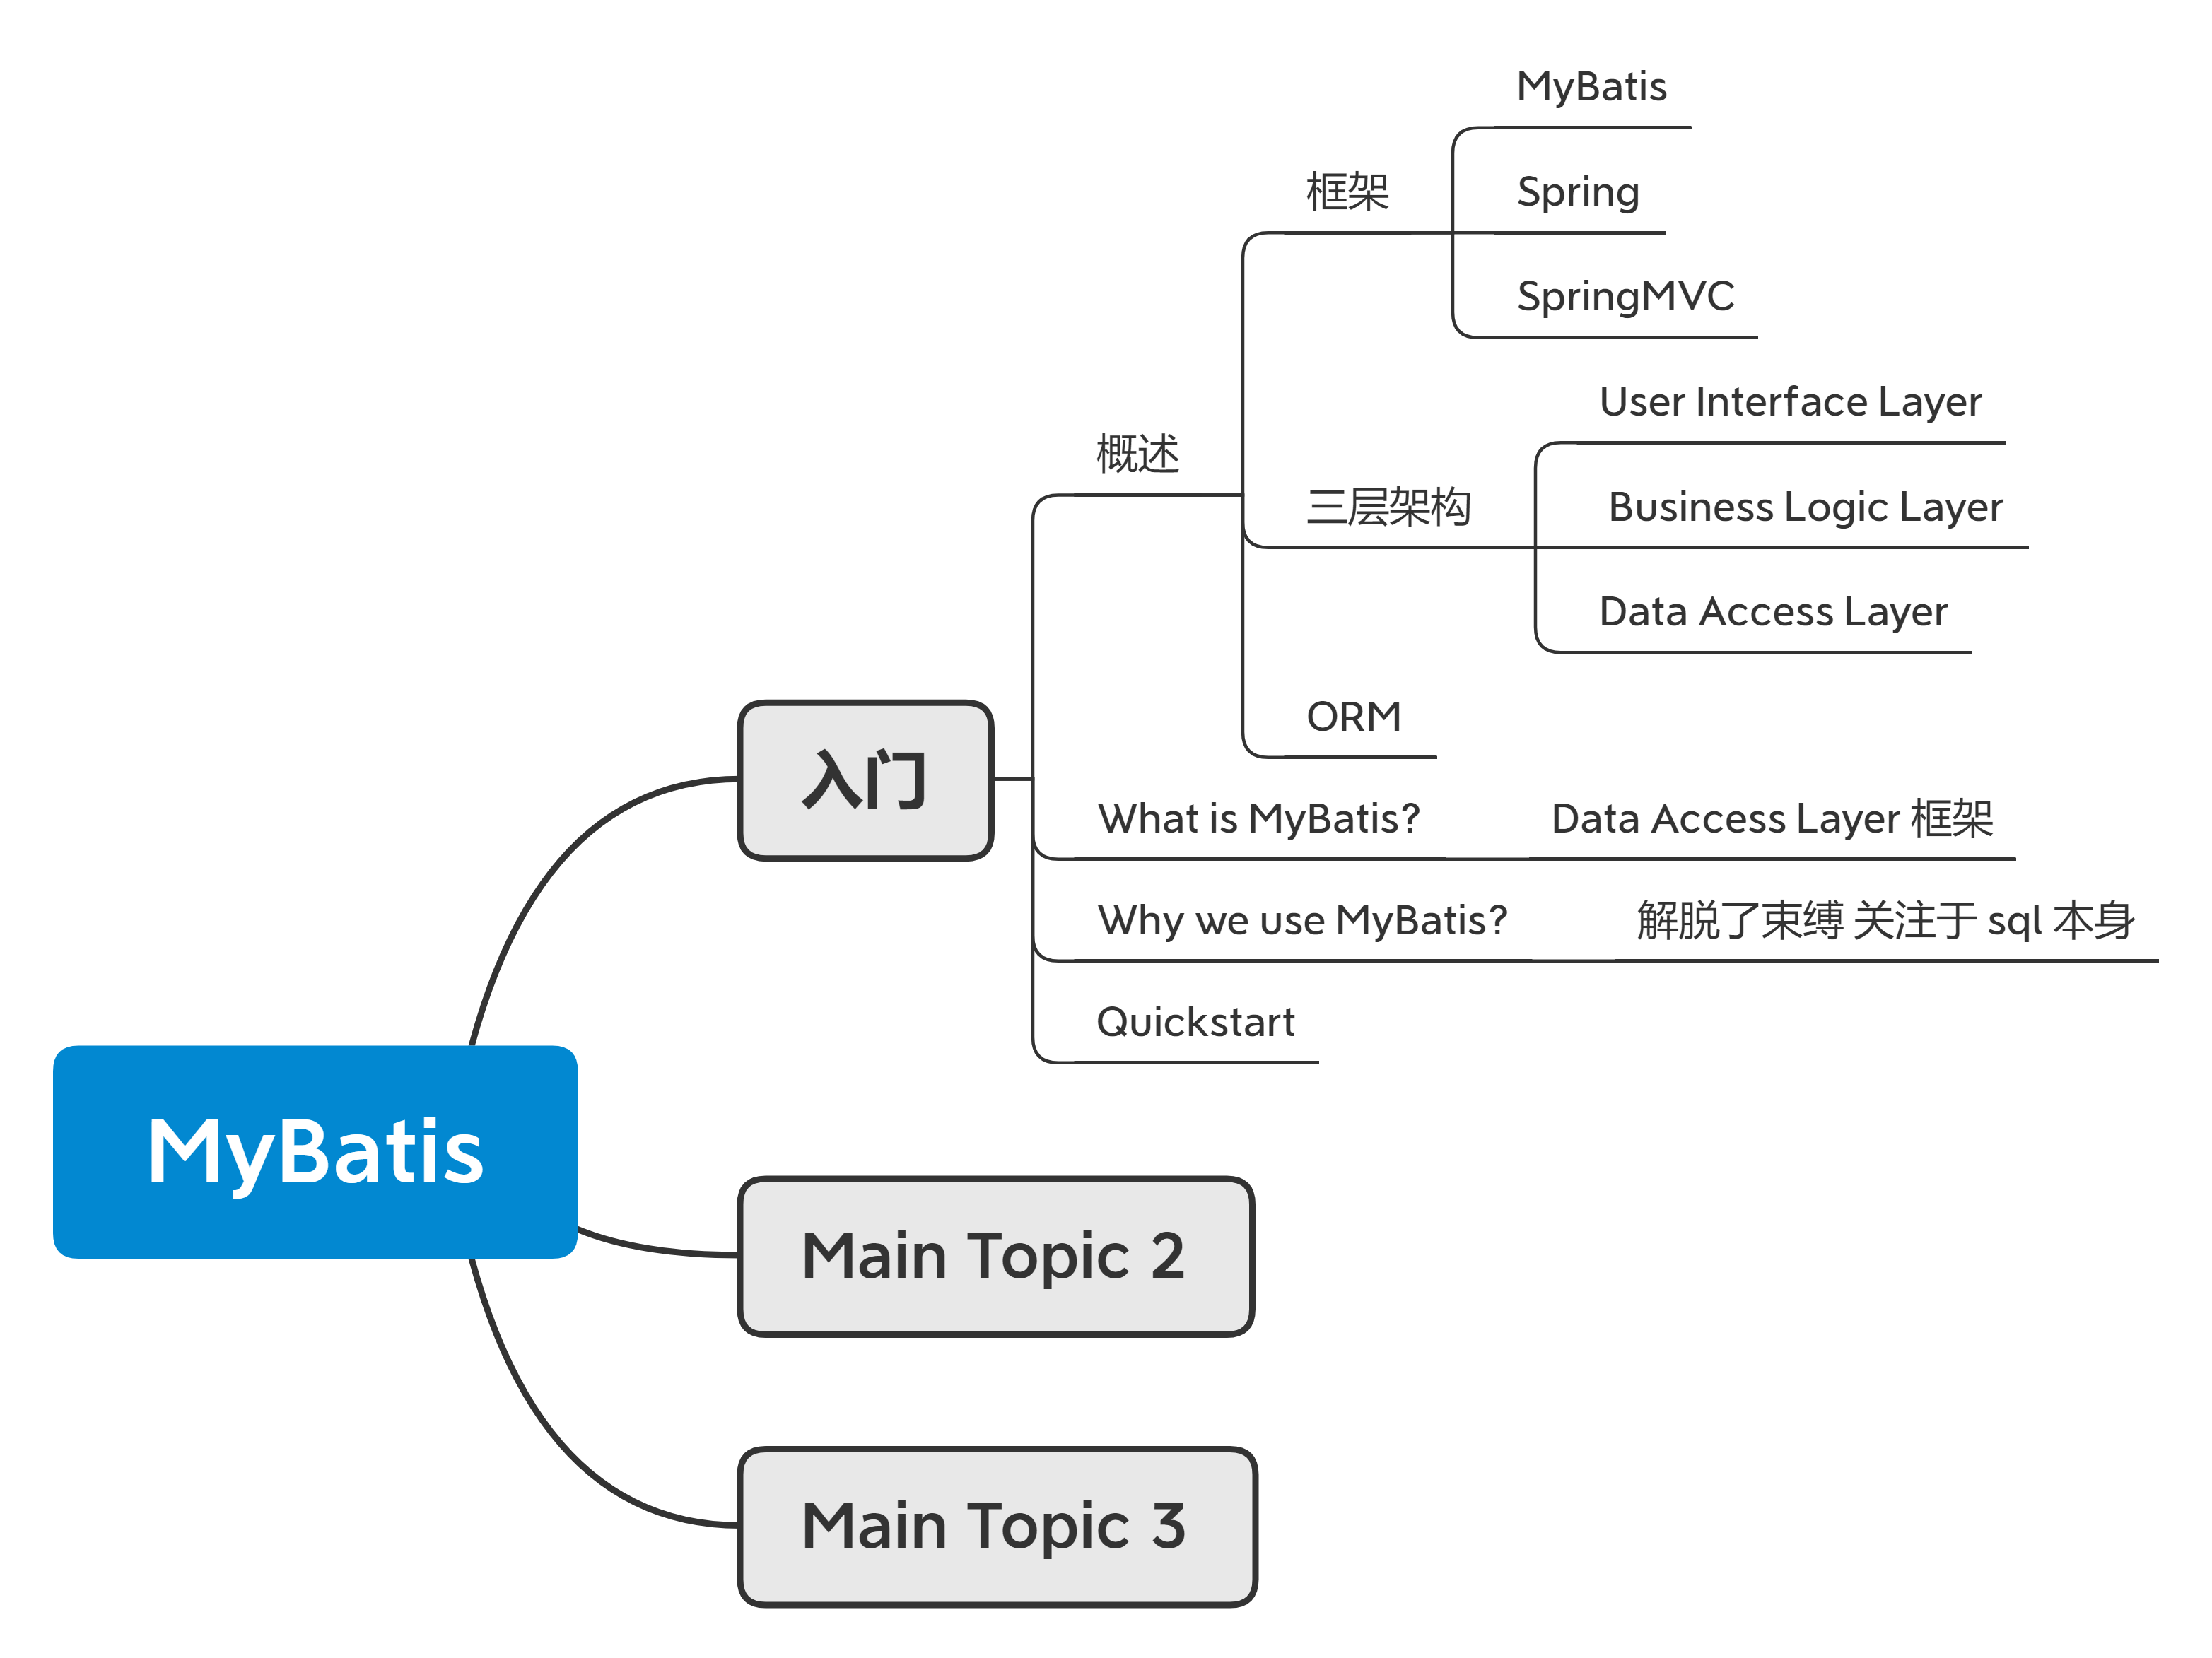 MyBatis
入门
概述
框架
MyBatis
Spring
SpringMVC
三层架构
User Interface Layer
Business Logic Layer
Data Access Layer
ORM
What is MyBatis?
Data Access Layer 框架
Why we use MyBatis?
解脱了束缚 关注于 sql 本身
Quickstart
Main Topic 2
Main Topic 3